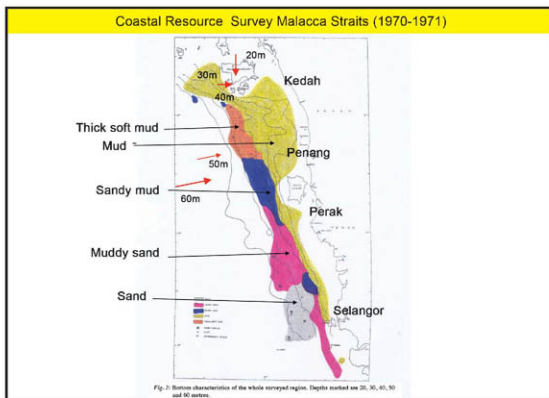 Coastal Resource Survey Malacca Straits (1970-1971)
20m
30m
Kedah
40m
Thick soft mud
Mud
Penang
50m
Sandy mud
60m
Perak
Muddy sand
Sand
Selangor
Fig. 2: Bottom characteristics of the whole surveyed region. Depths marked are 20, 30, 40, 50
and 60 meters.